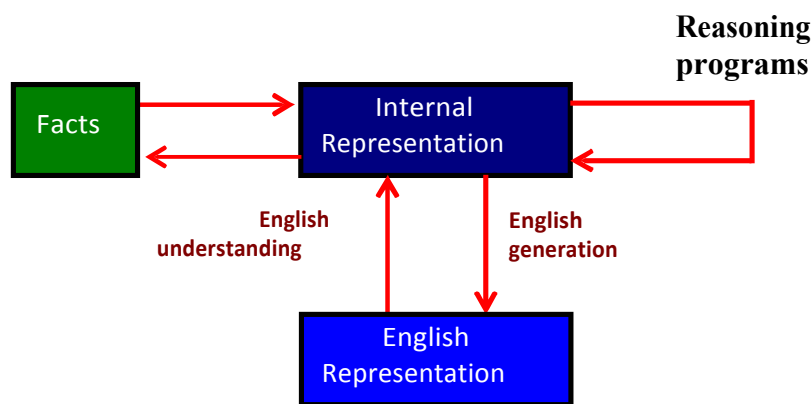 Reasoning
programs
Facts
Internal
Representation
English
understanding
English
generation
English
Representation